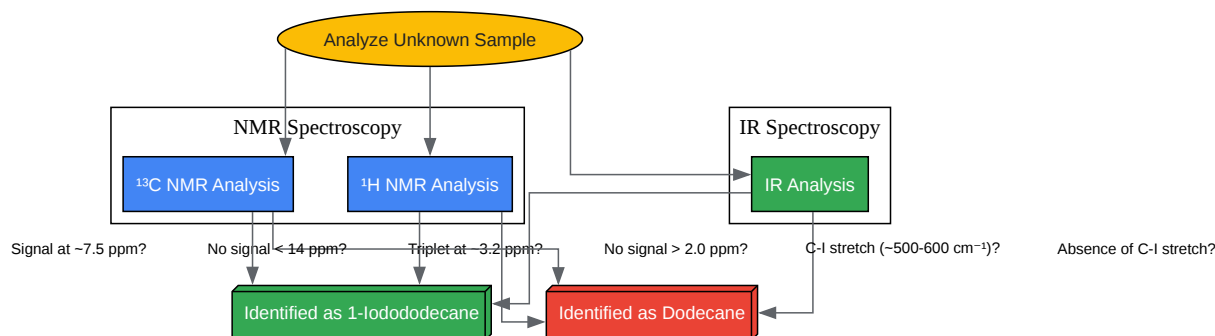 Analyze Unknown Sample
NMR Spectroscopy
IR Spectroscopy
¹³C NMR Analysis
¹H NMR Analysis
IR Analysis
Signal at ~7.5 ppm?
No signal < 14 ppm?
Triplet at ~3.2 ppm?
No signal > 2.0 ppm?
C-I stretch (~500-600 cm⁻¹)?
Absence of C-I stretch?
Identified as 1-Iodododecane
Identified as Dodecane